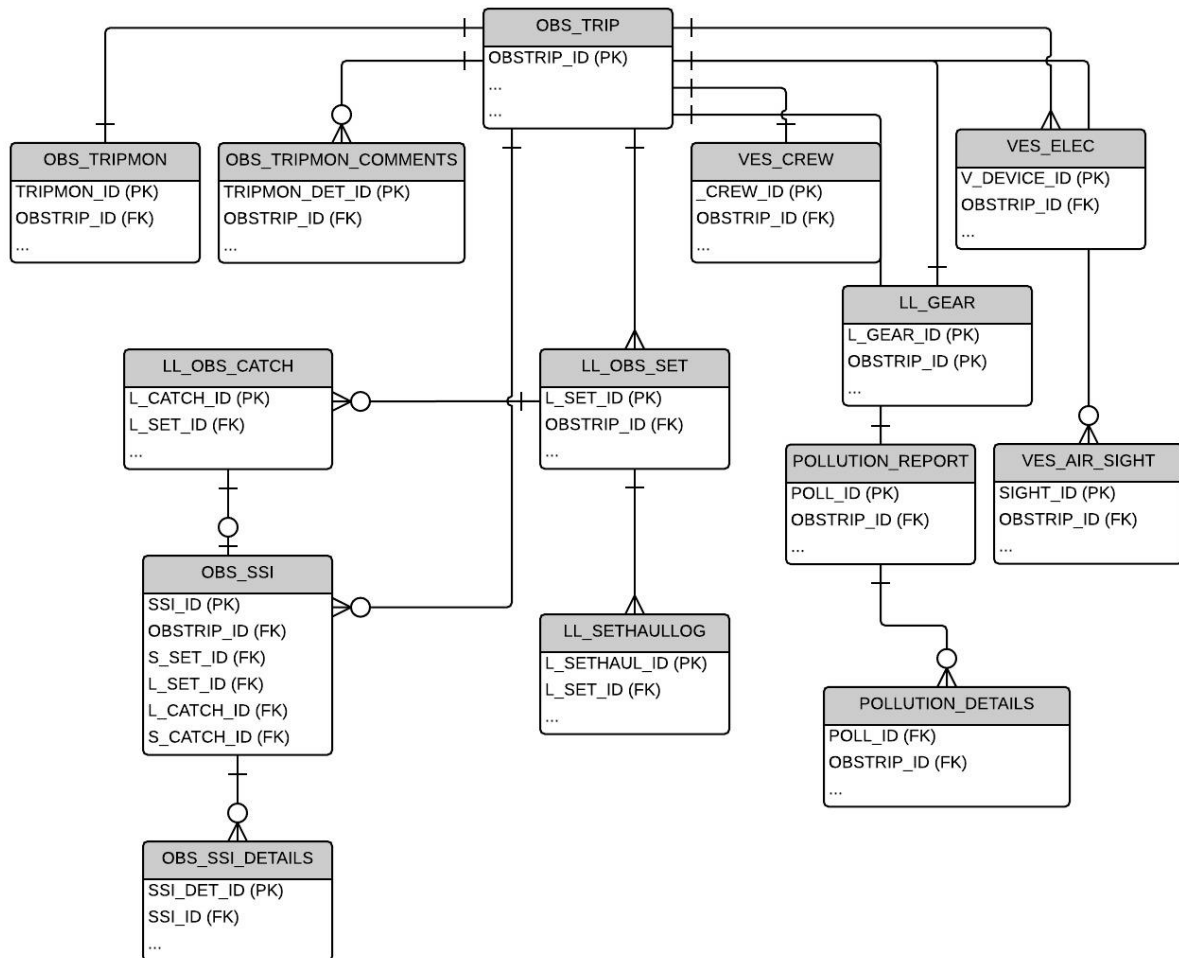 OBS_TRIP
OBSTRIP_ID (PK)
...
...
OBS_TRIPMON
TRIPMON_ID (PK)
OBSTRIP_ID (FK)
...
OBS_TRIPMON_COMMENTS
TRIPMON_DET_ID (PK)
OBSTRIP_ID (FK)
...
VES_CREW
_CREW_ID (PK)
OBSTRIP_ID (FK)
...
VES_ELEC
V_DEVICE_ID (PK)
OBSTRIP_ID (FK)
...
LL_GEAR
L_GEAR_ID (PK)
OBSTRIP_ID (PK)
...
LL_OBS_CATCH
L_CATCH_ID (PK)
L_SET_ID (FK)
...
LL_OBS_SET
L_SET_ID (PK)
OBSTRIP_ID (FK)
...
POLLUTION_REPORT
POLL_ID (PK)
OBSTRIP_ID (FK)
...
VES_AIR_SIGHT
SIGHT_ID (PK)
OBSTRIP_ID (FK)
...
OBS_SSI
SSI_ID (PK)
OBSTRIP_ID (FK)
S_SET_ID (FK)
L_SET_ID (FK)
L_CATCH_ID (FK)
S_CATCH_ID (FK)
LL_SETHAULLOG
L_SETHAUL_ID (PK)
L_SET_ID (FK)
...
POLLUTION_DETAILS
POLL_ID (FK)
OBSTRIP_ID (FK)
...
OBS_SSI_DETAILS
SSI_DET_ID (PK)
SSI_ID (FK)
...